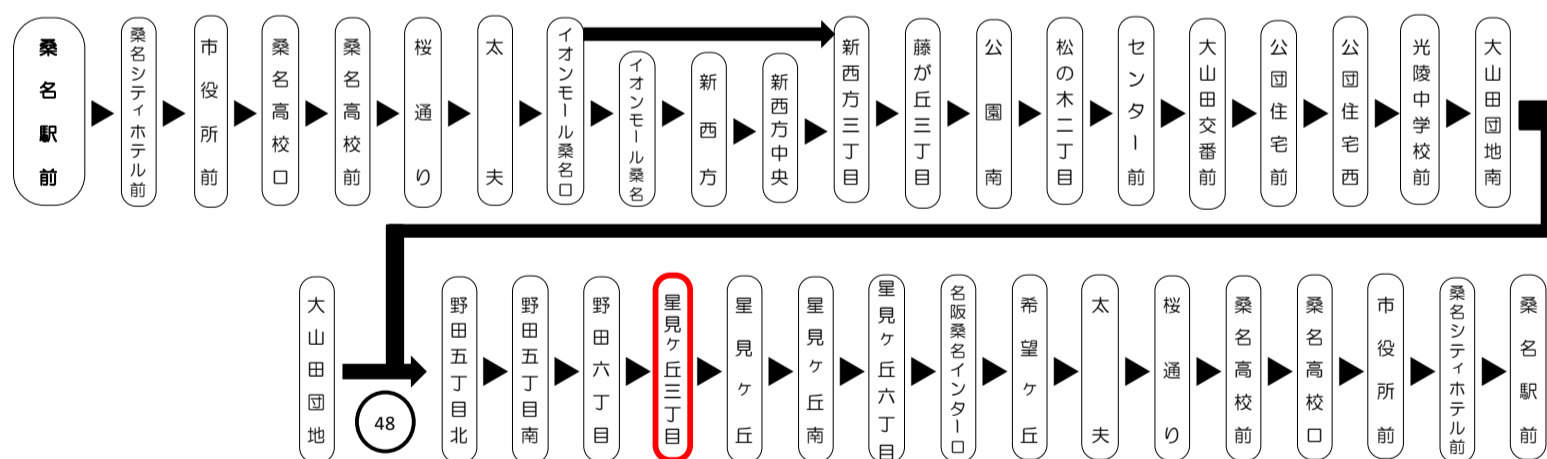 桑名駅前
桑名シティホテル前
市役所前
桑名高校口
桑名高校前
桜通り
太夫
イオンモール桑名口
イオンモール桑名
新西方
新西方中央
新西方三丁目
藤が丘三丁目
公園南
松の木二丁目
センター前
大山田交番前
公団住宅前
公団住宅西
光陵中学校前
大山田団地南
大山田団地
48
野田五丁目北
野田五丁目南
野田六丁目
星見ヶ丘三丁目
星見ヶ丘
星見ヶ丘南
星見ヶ丘六丁目
名阪桑名インター口
希望ヶ丘
太夫
桜通り
桑名高校前
桑名高校口
市役所前
桑名シティホテル前
桑名駅前